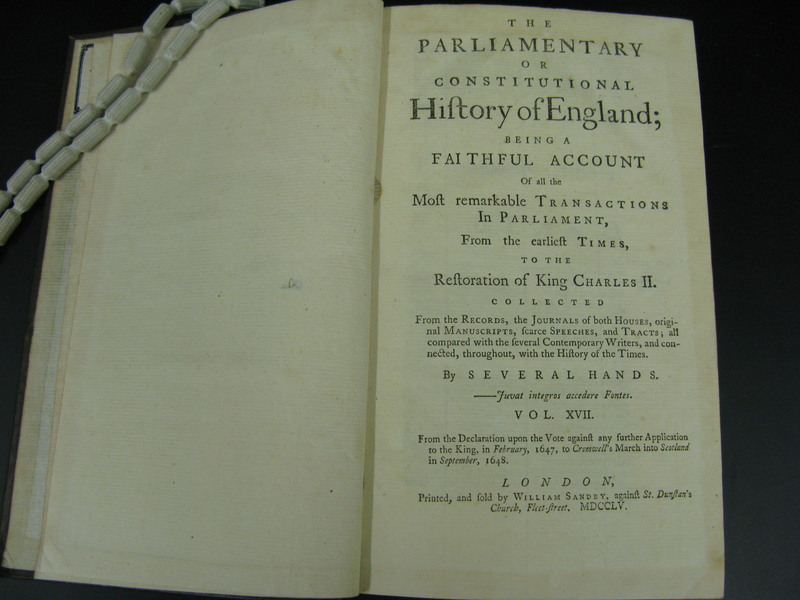 THE
PARLIAMENTARY
OR
CONSTITUTIONAL
Hiſtory of England;
BEING A
FAITHFUL ACCOUNT
Of all the
Moſt remarkable TRANSACTIONS
In PARLIAMENT,
From the earlieſt TIMES,
TO THE
Reſtoration of King CHARLES II.
COLLECTED
From the RECORDS, the JOURNALS of both HOUSES, origi-
nal MANUSCRIPTS, ſcarce SPEECHES, and TRACTS; all
compared with the ſeveral Contemporary Writers, and con-
nected, throughout, with the Hiſtory of the Times.
By SEVERAL HANDS.
——Juvat integros accedere Fontes.
VOL. XVII.
From the Declaration upon the Vote againſt any further Application
to the King, in February, 1647, to Cromwell's March into Scotland
in September, 1648.
LONDON,
Printed, and ſold by WILLIAM SANDBY, againſt St. Dunſtan's
Church, Fleet-ſtreet. MDCCLV.